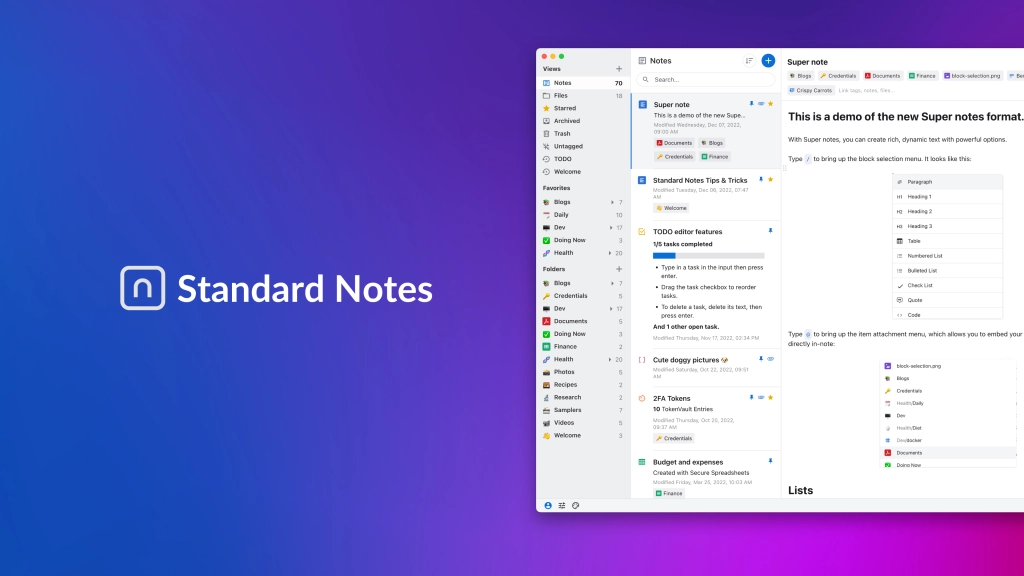 Standard Notes
Views
Notes 70
Files 18
Starred
Archived
Trash
Untagged
TODO
Welcome
Favorites
Blogs 7
Daily 10
Dev 17
Doing Now 3
Health 20
Folders
Blogs 7
Credentials 5
Dev 17
Documents 5
Doing Now 3
Finance 2
Health 20
Photos 2
Recipes 2
Research 2
Samplers 7
Videos 5
Welcome 3
Notes
Search...
Super note
This is a demo of the new Supe...
Modified Wednesday, Dec 07, 2022,
09:00 AM
Documents Blogs
Credentials Finance
Standard Notes Tips & Tricks
Modified Tuesday, Dec 06, 2022, 07:47
AM
Welcome
TODO editor features
1/5 tasks completed
• Type in a task in the input then press
enter.
• Drag the task checkbox to reorder
tasks.
• To delete a task, delete its text, then
press enter.
And 1 other open task.
Modified Thursday, Nov 17, 2022, 02:34 PM
Cute doggy pictures
Modified Saturday, Oct 22, 2022, 09:51
AM
2FA Tokens
10 TokenVault Entries
Modified Thursday, Oct 20, 2022,
09:37 AM
Credentials
Budget and expenses
Created with Secure Spreadsheets
Modified Friday, Mar 25, 2022, 10:03 AM
Finance
Super note
Blogs Credentials Documents Finance block-selection.png
Crispy Carrots Link tags, notes, files...
This is a demo of the new Super notes format.
With Super notes, you can create rich, dynamic text with powerful options.
Type / to bring up the block selection menu. It looks like this:
Paragraph
H1 Heading 1
H2 Heading 2
H3 Heading 3
Table
Numbered List
Bulleted List
Check List
Quote
Code
Type @ to bring up the item attachment menu, which allows you to embed your
directly in-note:
block-selection.png
Blogs
Credentials
Health/Daily
Dev
Health/Diet
Dev/docker
Documents
Doing Now
Lists